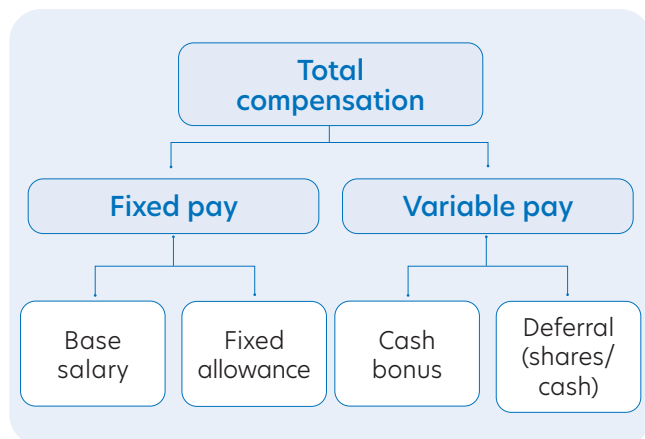 Total
compensation
Fixed pay
Variable pay
Base
salary
Fixed
allowance
Cash
bonus
Deferral
(shares/
cash)